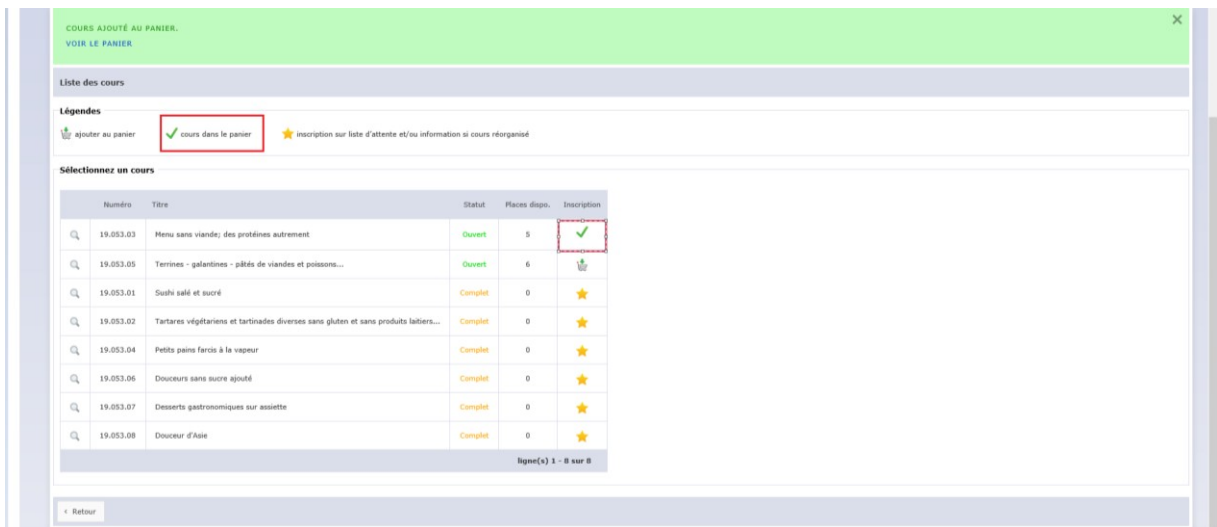 COURS AJOUTÉ AU PANIER.
VOIR LE PANIER
Liste des cours
Légendes
ajouter au panier cours dans le panier inscription sur liste d'attente et/ou information si cours réorganisé
Sélectionnez un cours
Numéro Titre Statut Places dispo. Inscription
19.053.03 Menu sans viande; des protéines autrement Ouvert 5
19.053.05 Terrines - galantines - pâtés de viandes et poissons... Ouvert 6
19.053.01 Sushi salé et sucré Complet 0
19.053.02 Tartares végétariens et tartinades diverses sans gluten et sans produits laitiers... Complet 0
19.053.04 Petits pains farcis à la vapeur Complet 0
19.053.06 Douceurs sans sucre ajouté Complet 0
19.053.07 Desserts gastronomiques sur assiette Complet 0
19.053.08 Douceur d'Asie Complet 0
ligne(s) 1 - 8 sur 8
< Retour